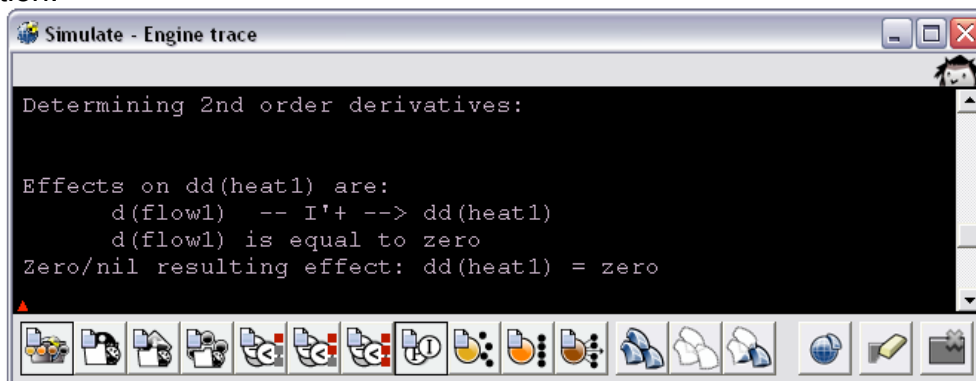 Simulate - Engine trace
Determining 2nd order derivatives:
Effects on dd(heat1) are:
d(flow1) -- I'+ --> dd(heat1)
d(flow1) is equal to zero
Zero/nil resulting effect: dd(heat1) = zero